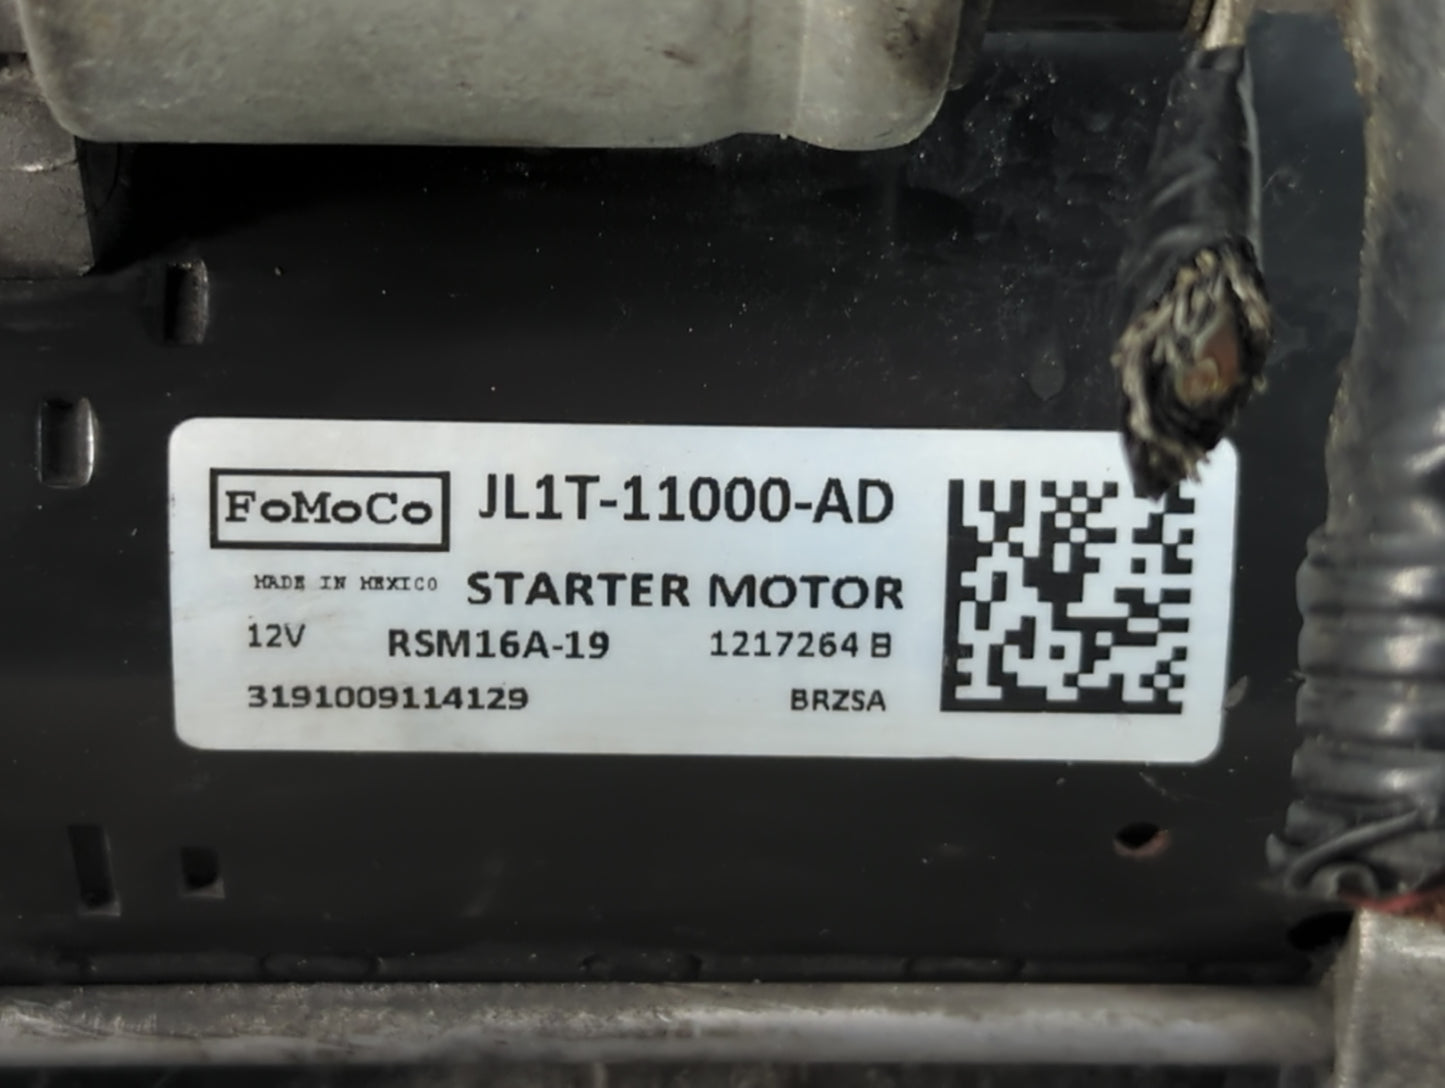 FoMoCo JL1T-11000-AD
MADE IN MEXICO STARTER MOTOR
12V RSM16A-19 1217264 B
3191009114129 BRZSA